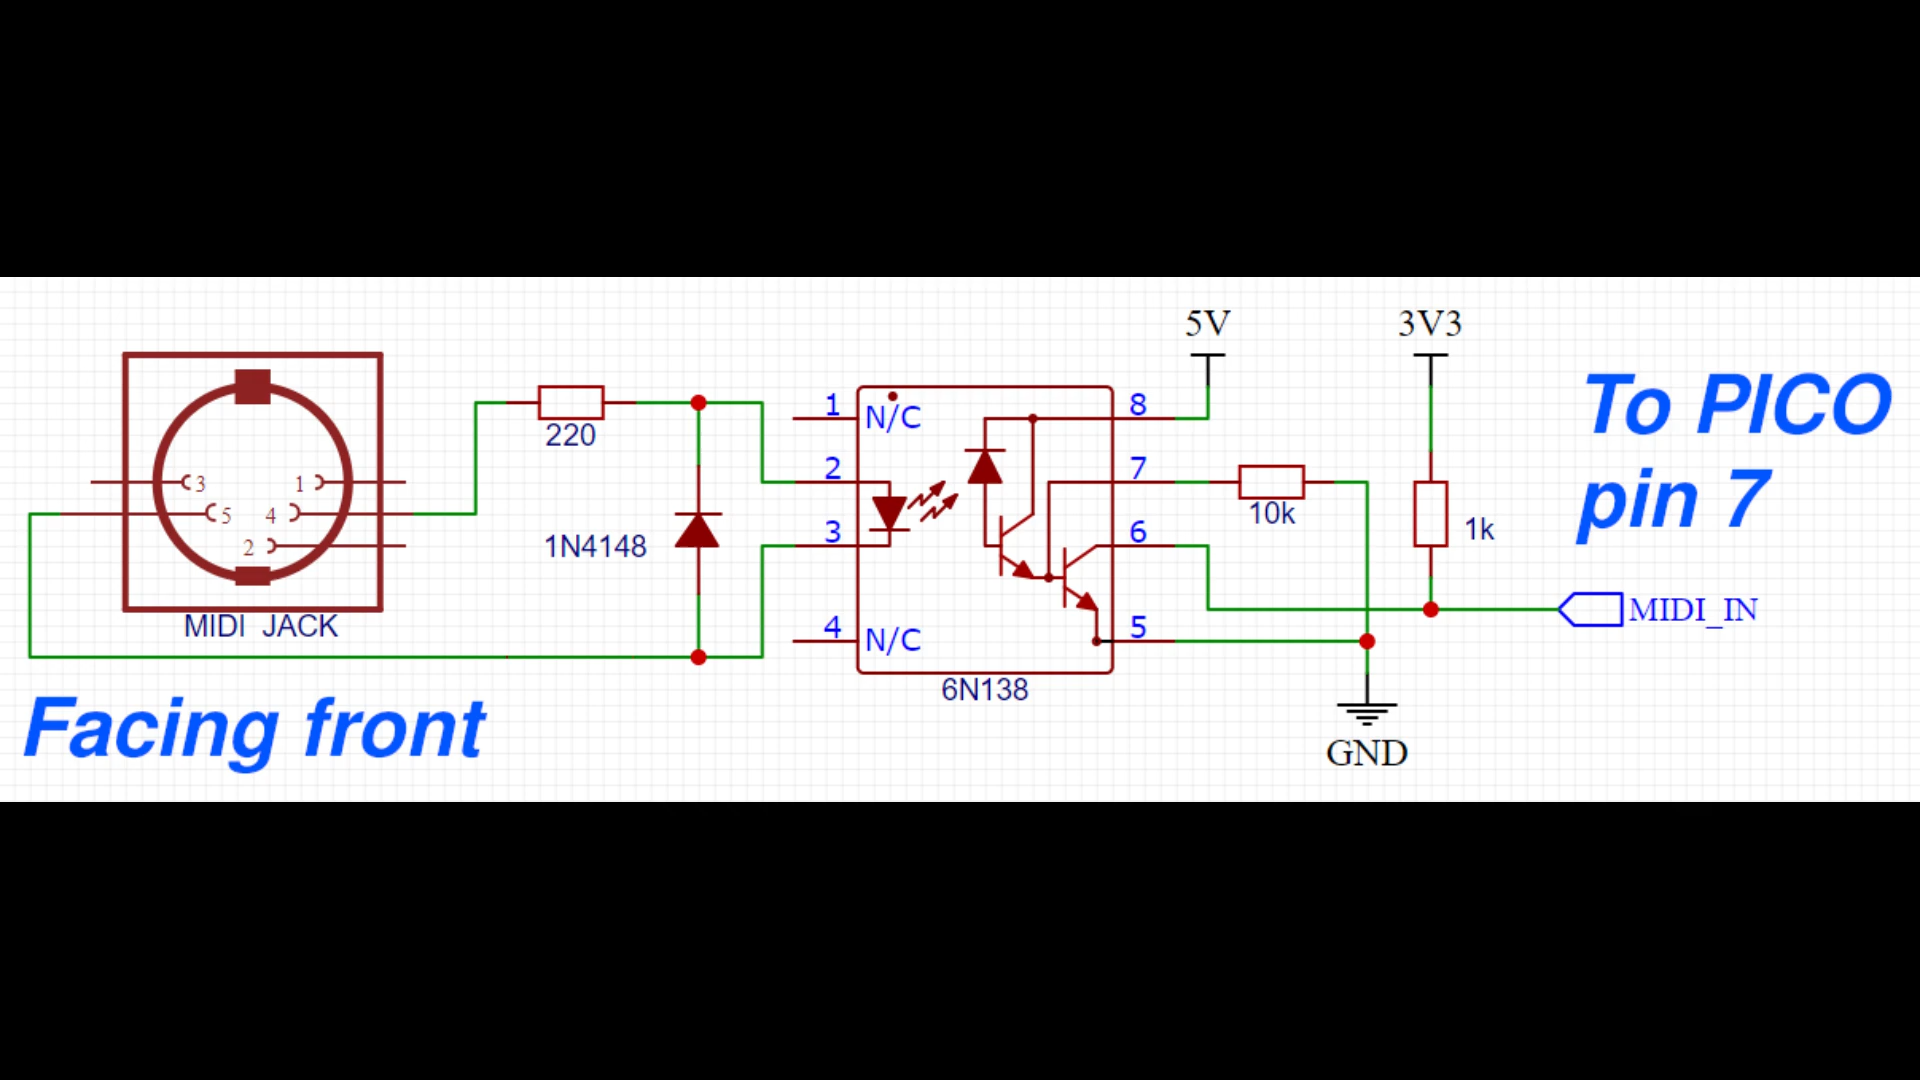 5V
3V3
To PICO
pin 7
220
1
N/C
8
2
7
3
1
5
4
2
10k
1N4148
3
6
1k
MIDI_IN
MIDI JACK
4
N/C
5
6N138
Facing front
GND